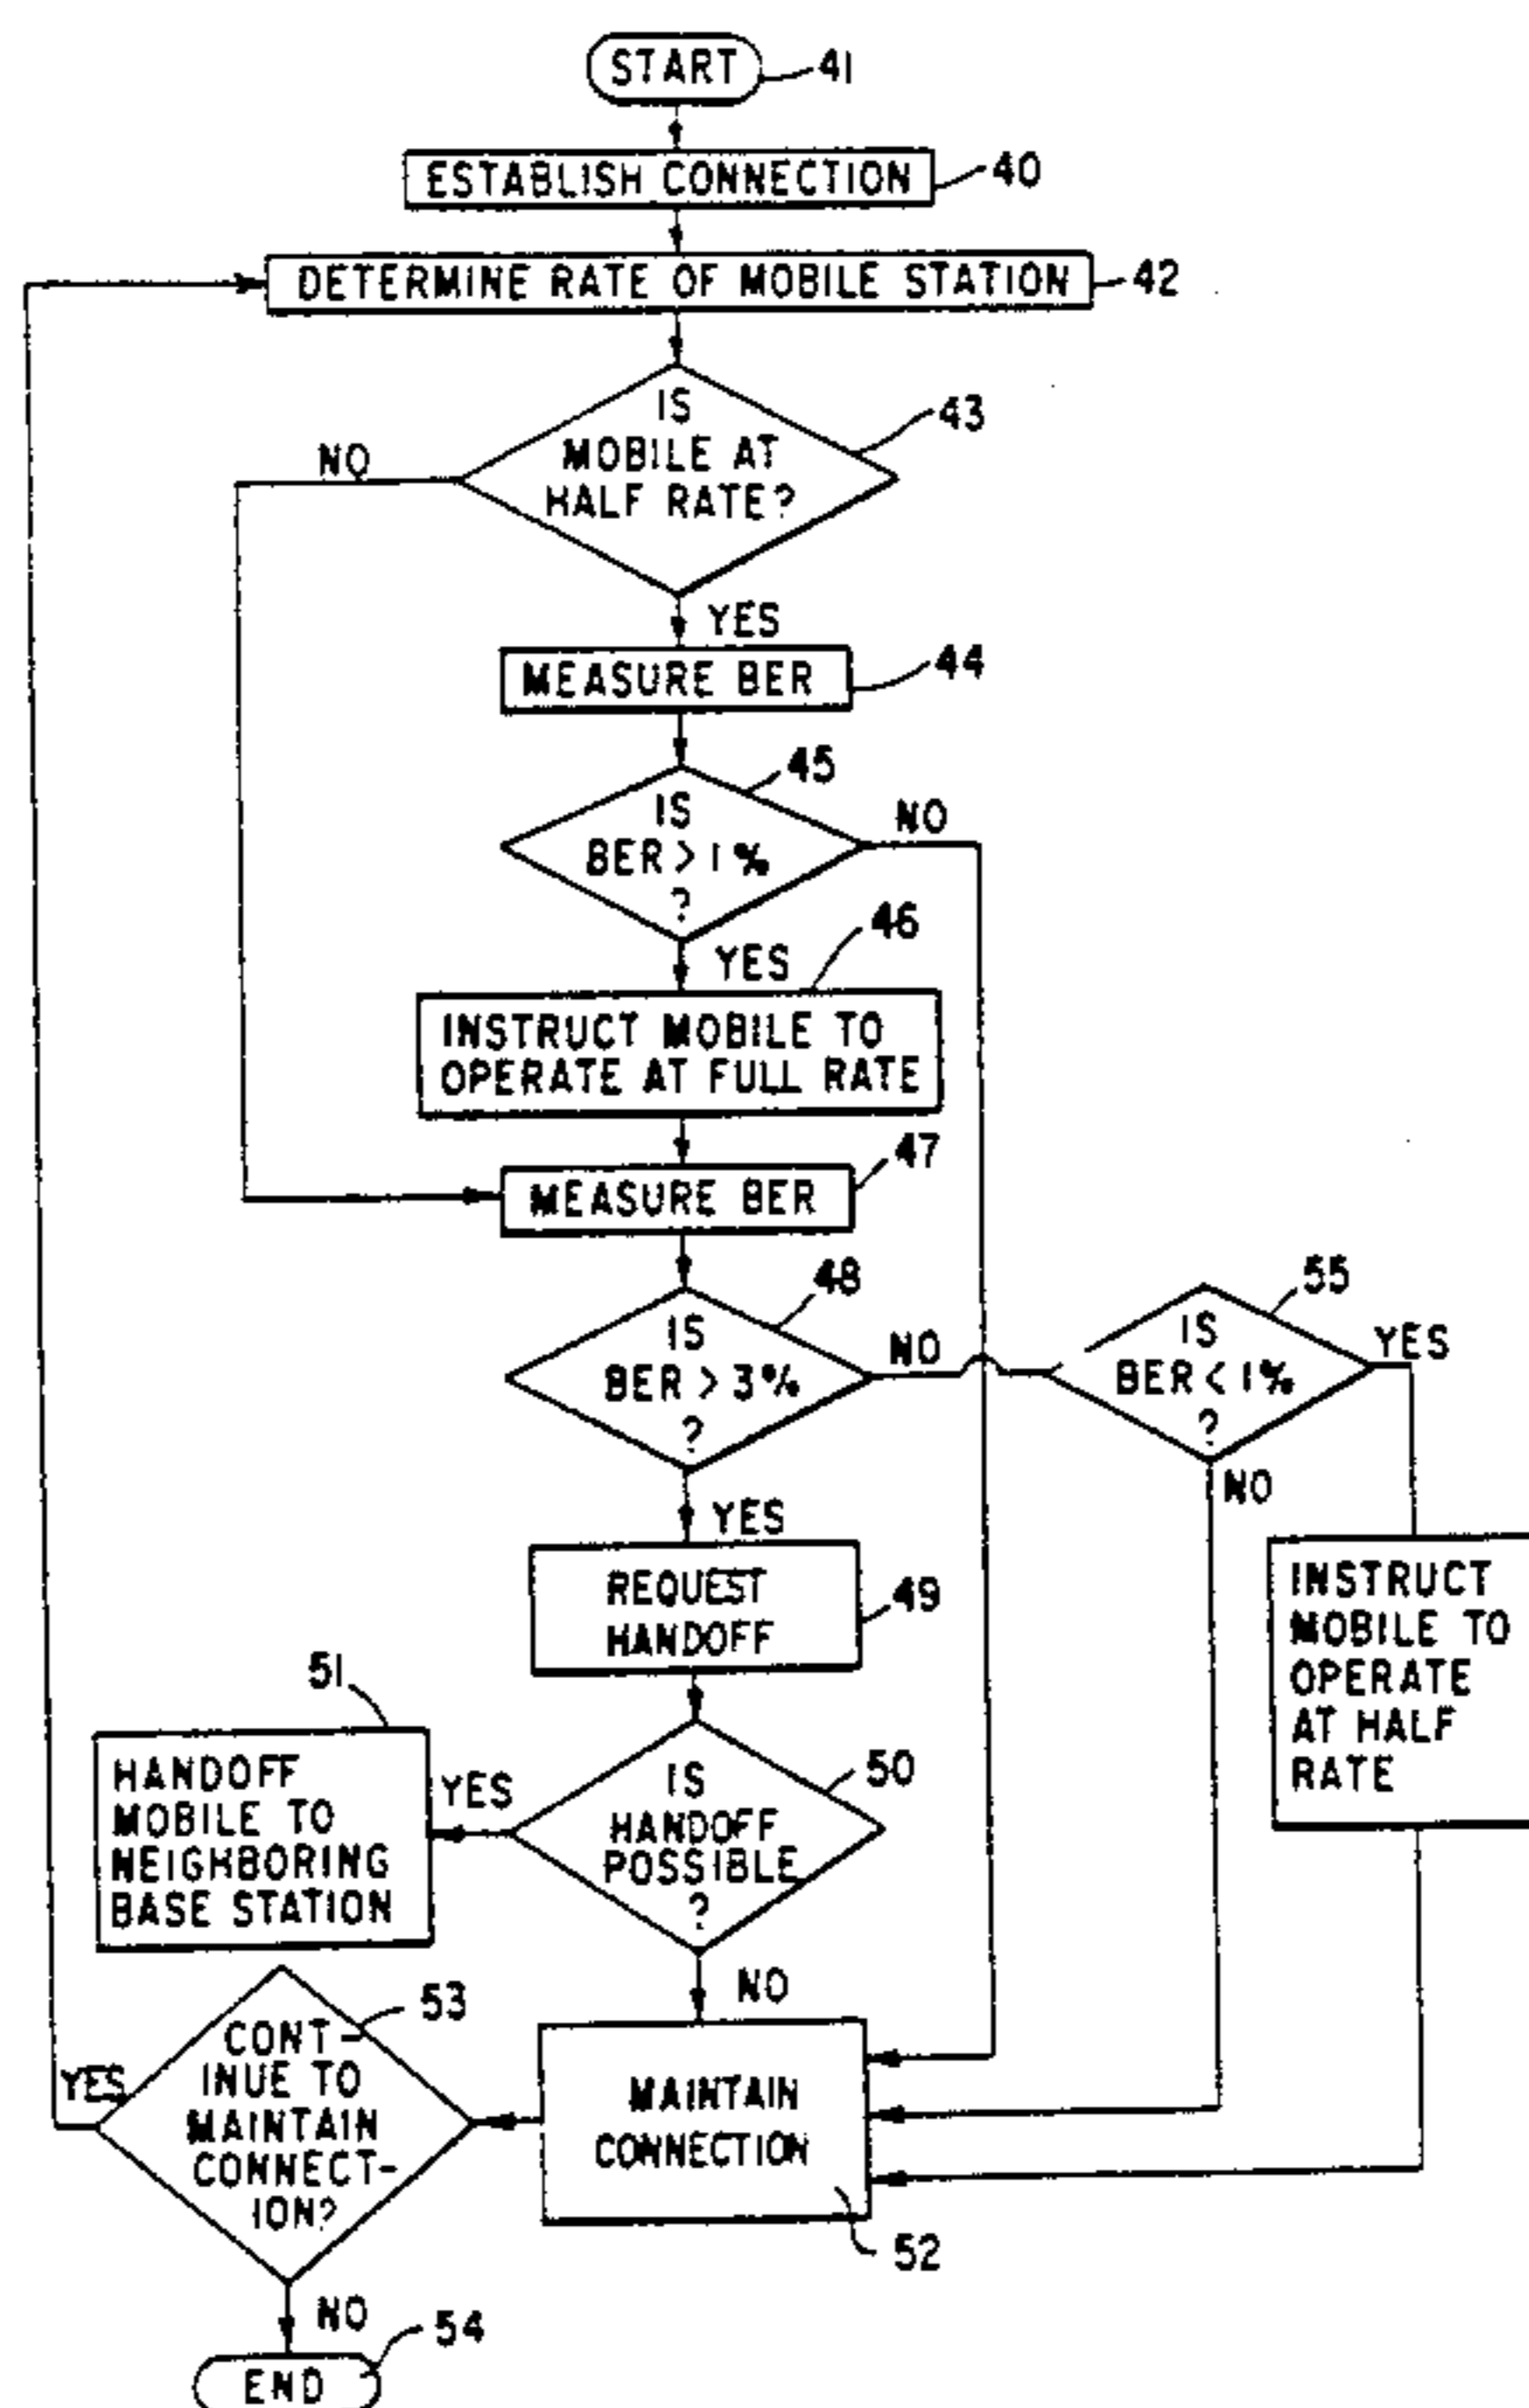 START
41
ESTABLISH CONNECTION
40
DETERMINE RATE OF MOBILE STATION
42
IS
MOBILE AT
HALF RATE?
43
NO
YES
MEASURE BER
44
IS
BER > 1%
?
45
NO
YES
46
INSTRUCT MOBILE TO
OPERATE AT FULL RATE
MEASURE BER
47
IS
BER > 3%
?
48
NO
IS
BER < 1%
?
55
YES
NO
YES
REQUEST
HANDOFF
49
INSTRUCT
MOBILE TO
OPERATE
AT HALF
RATE
IS
HANDOFF
POSSIBLE
?
50
YES
51
HANDOFF
MOBILE TO
NEIGHBORING
BASE STATION
NO
MAINTAIN
CONNECTION
52
CONT-
INUE TO
MAINTAIN
CONNECT-
ION?
53
YES
NO
END
54